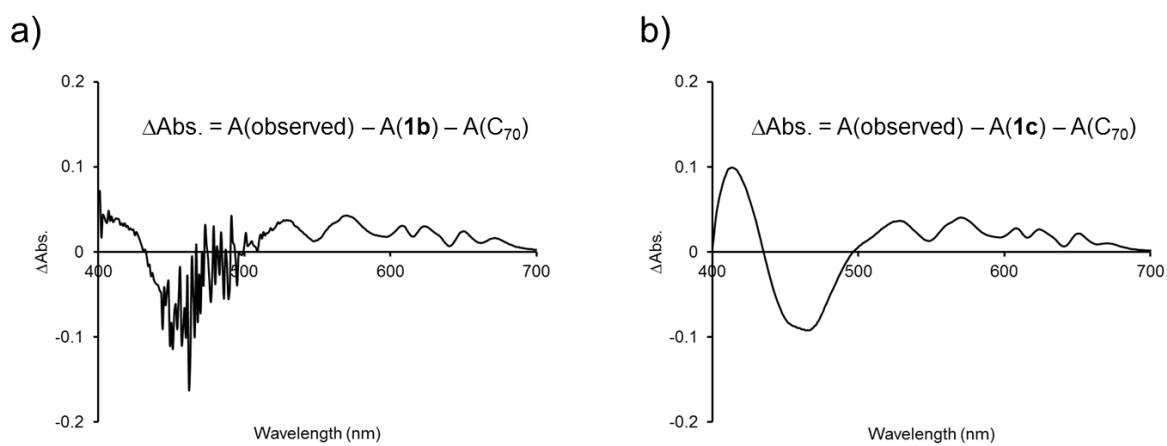 a)
0.2
0.1
0
-0.1
-0.2
ΔAbs.
ΔAbs. = A(observed) – A(1b) – A(C₇₀)
400
500
600
700
Wavelength (nm)
b)
0.2
0.1
0
-0.1
-0.2
ΔAbs.
ΔAbs. = A(observed) – A(1c) – A(C₇₀)
400
500
600
700
Wavelength (nm)